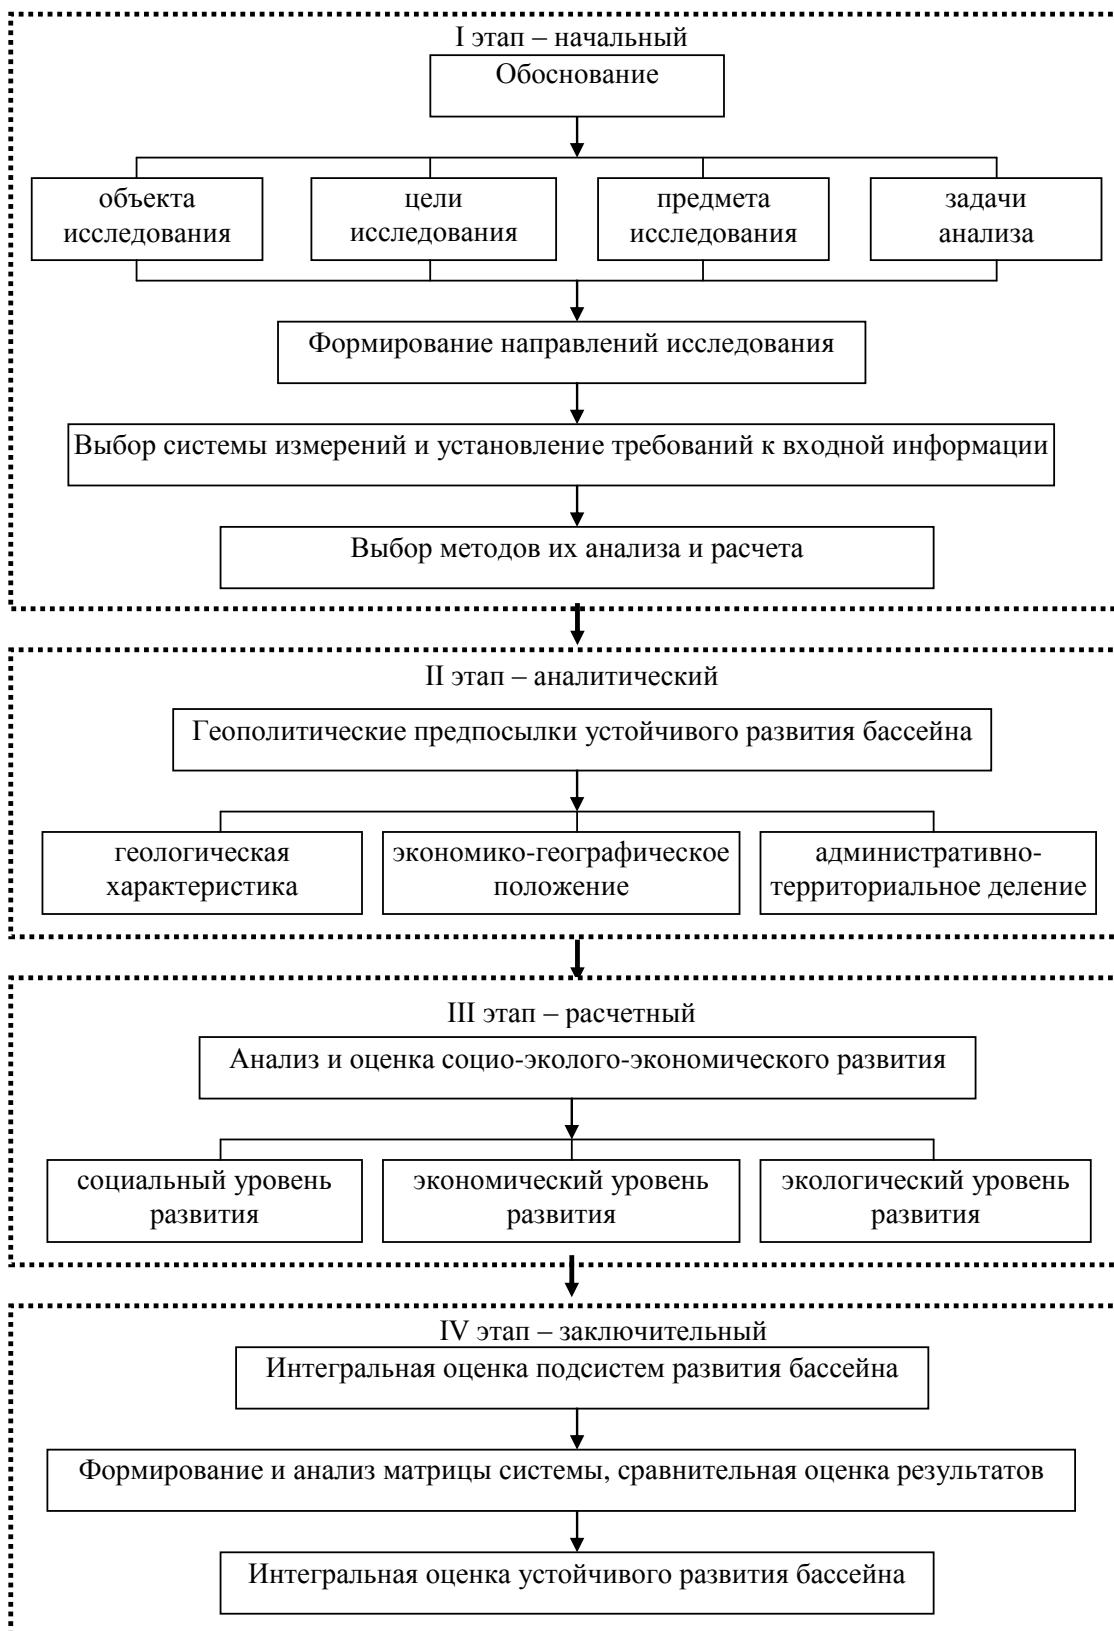 I этап – начальный
Обоснование
объекта
исследования
цели
исследования
предмета
исследования
задачи
анализа
Формирование направлений исследования
Выбор системы измерений и установление требований к входной информации
Выбор методов их анализа и расчета
II этап – аналитический
Геополитические предпосылки устойчивого развития бассейна
геологическая
характеристика
экономико-географическое
положение
административно-
территориальное деление
III этап – расчетный
Анализ и оценка социо-эколого-экономического развития
социальный уровень
развития
экономический уровень
развития
экологический уровень
развития
IV этап – заключительный
Интегральная оценка подсистем развития бассейна
Формирование и анализ матрицы системы, сравнительная оценка результатов
Интегральная оценка устойчивого развития бассейна